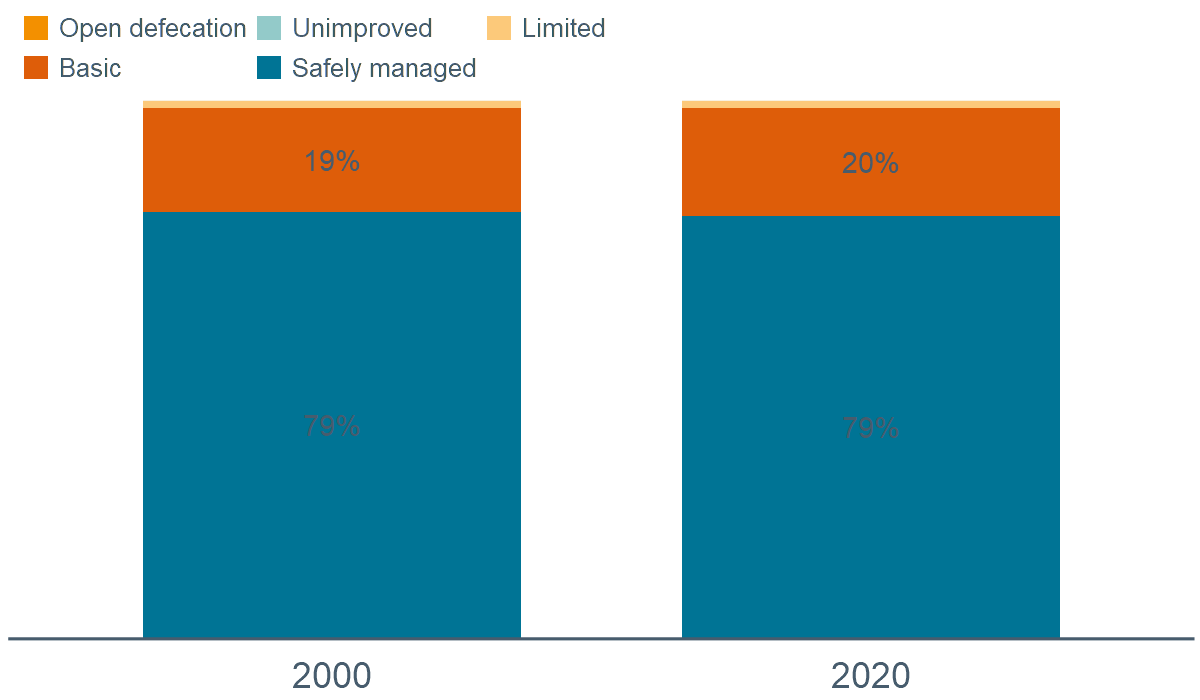 Open defecation Unimproved Limited
Basic Safely managed
19% 20%
79% 79%
2000 2020